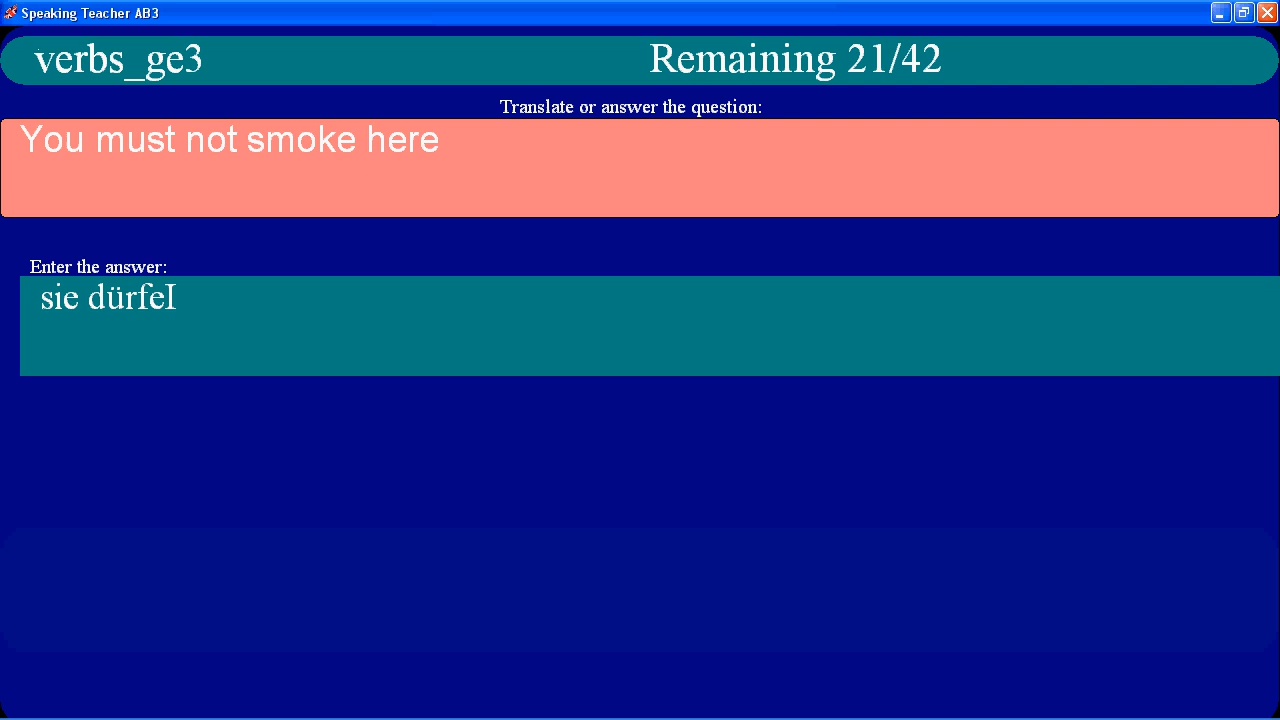 Speaking Teacher AB3
verbs_ge3 Remaining 21/42
Translate or answer the question:
You must not smoke here
Enter the answer:
sie dürfeI